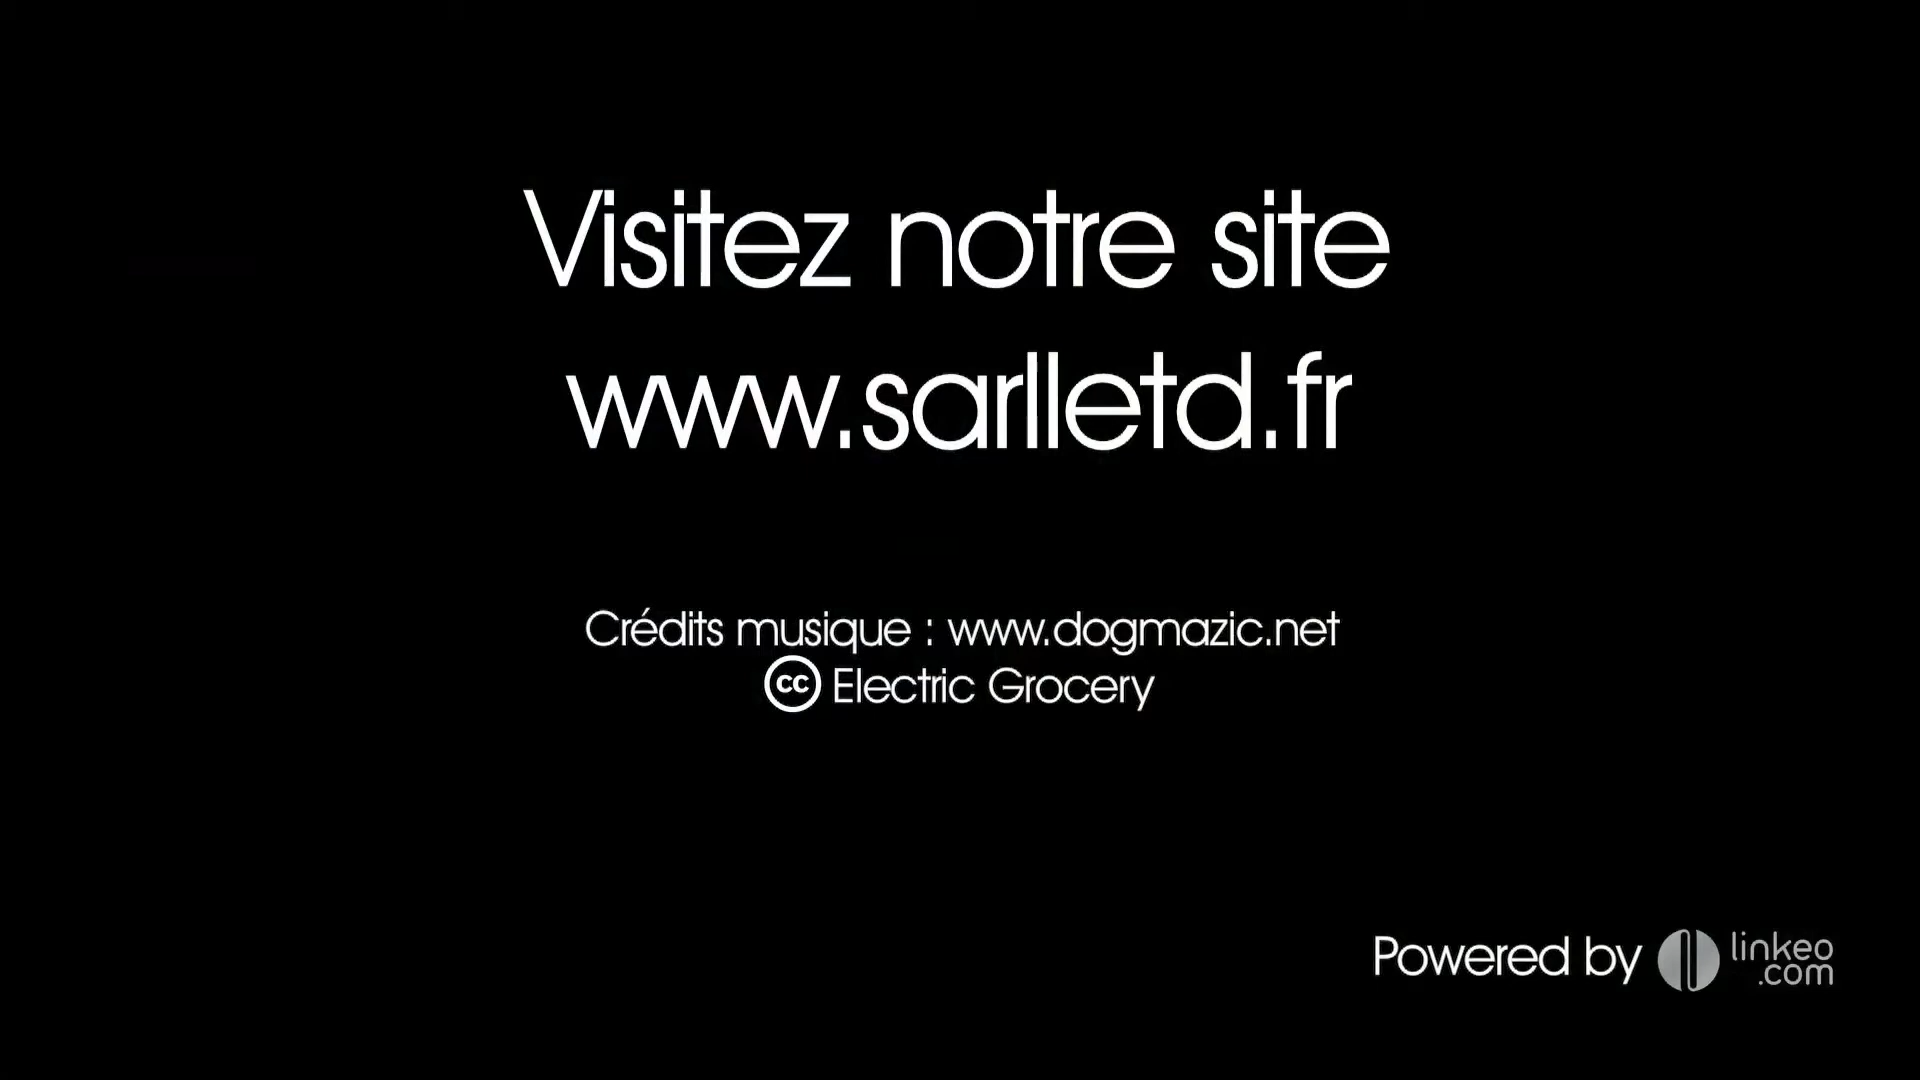 Visitez notre site
www.sarlletd.fr
Crédits musique : www.dogmazic.net
cc Electric Grocery
Powered by linkeo
.com